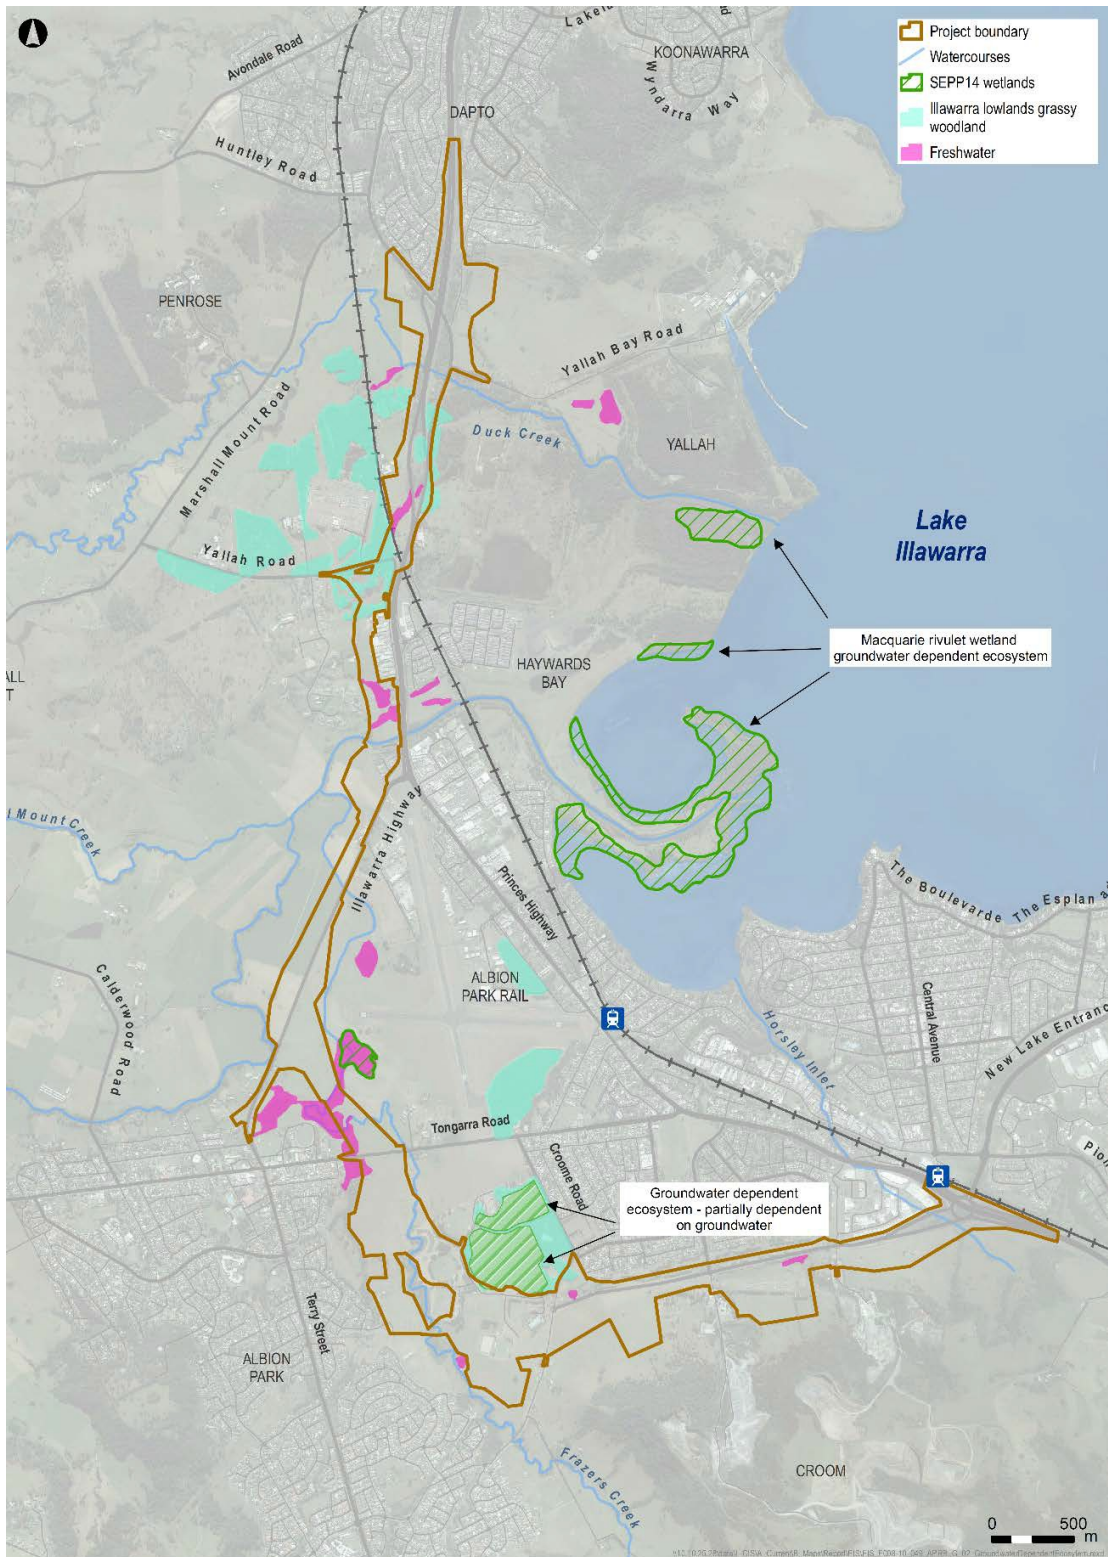 Lakel
Avondale Road
KOONAWARRA
Wyndarra Way
DAPTO
Project boundary
Watercourses
SEPP14 wetlands
Illawarra lowlands grassy
woodland
Freshwater
Huntley Road
PENROSE
Yallah Bay Road
Marshall Mount Road
Duck Creek
YALLAH
Lake
Illawarra
Yallah Road
Macquarie rivulet wetland
groundwater dependent ecosystem
HAYWARDS
BAY
ALL
T
Mount Creek
Illawarra Highway
Princes Highway
The Boulevarde
The Esplan
ALBION
PARK RAIL
Calderwood Road
Central Avenue
Horsley Inlet
New Lake Entranc
Tongarra Road
Croome Road
Pion
Groundwater dependent
ecosystem - partially dependent
on groundwater
Terry Street
ALBION
PARK
CROOM
Frazers Creek
0 500
m